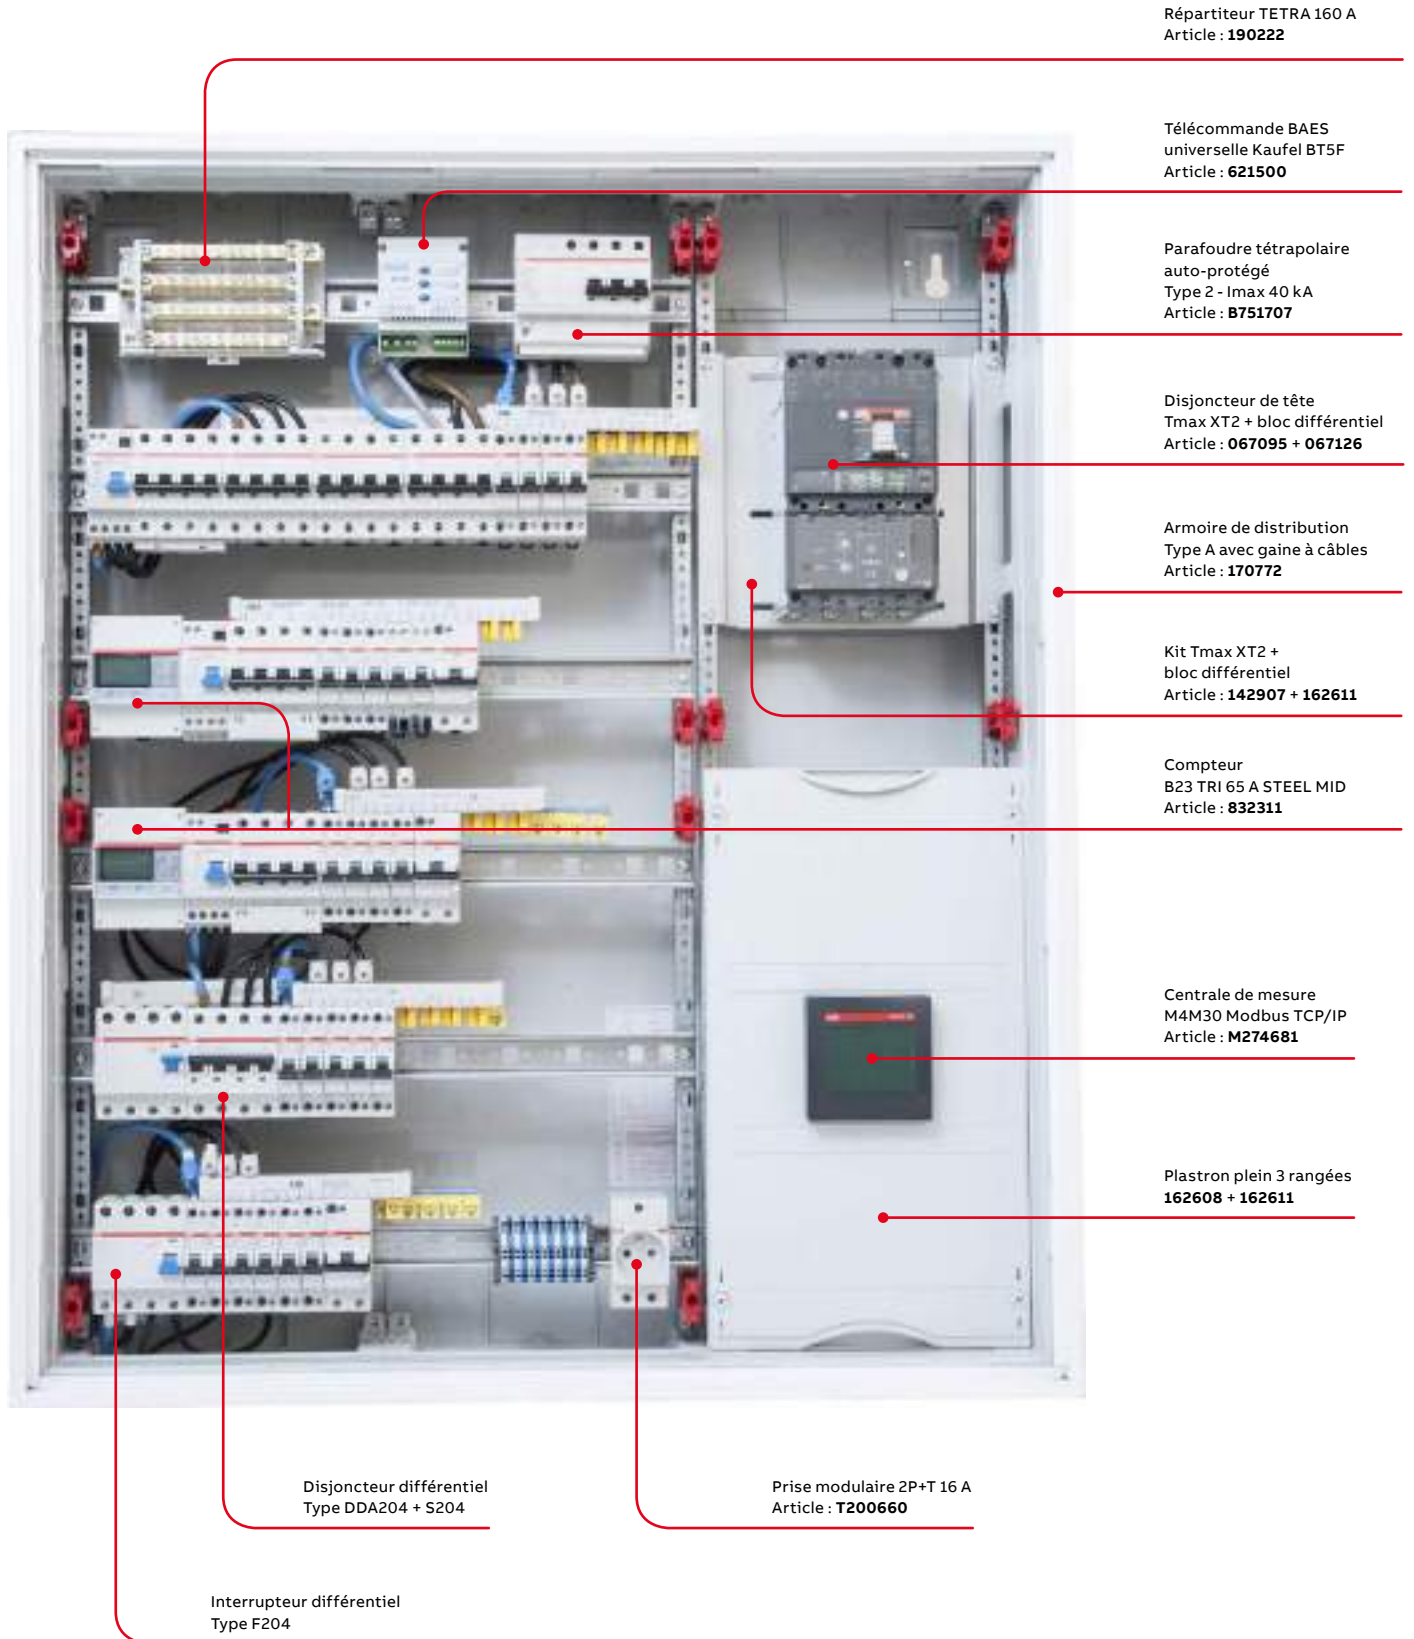 Répartiteur TETRA 160 A
Article : 190222
Télécommande BAES
universelle Kaufel BT5F
Article : 621500
Parafoudre tétrapolaire
auto-protégé
Type 2 - Imax 40 kA
Article : B751707
Disjoncteur de tête
Tmax XT2 + bloc différentiel
Article : 067095 + 067126
Armoire de distribution
Type A avec gaine à câbles
Article : 170772
Kit Tmax XT2 +
bloc différentiel
Article : 142907 + 162611
Compteur
B23 TRI 65 A STEEL MID
Article : 832311
Centrale de mesure
M4M30 Modbus TCP/IP
Article : M274681
Plastron plein 3 rangées
162608 + 162611
Disjoncteur différentiel
Type DDA204 + S204
Prise modulaire 2P+T 16 A
Article : T200660
Interrupteur différentiel
Type F204